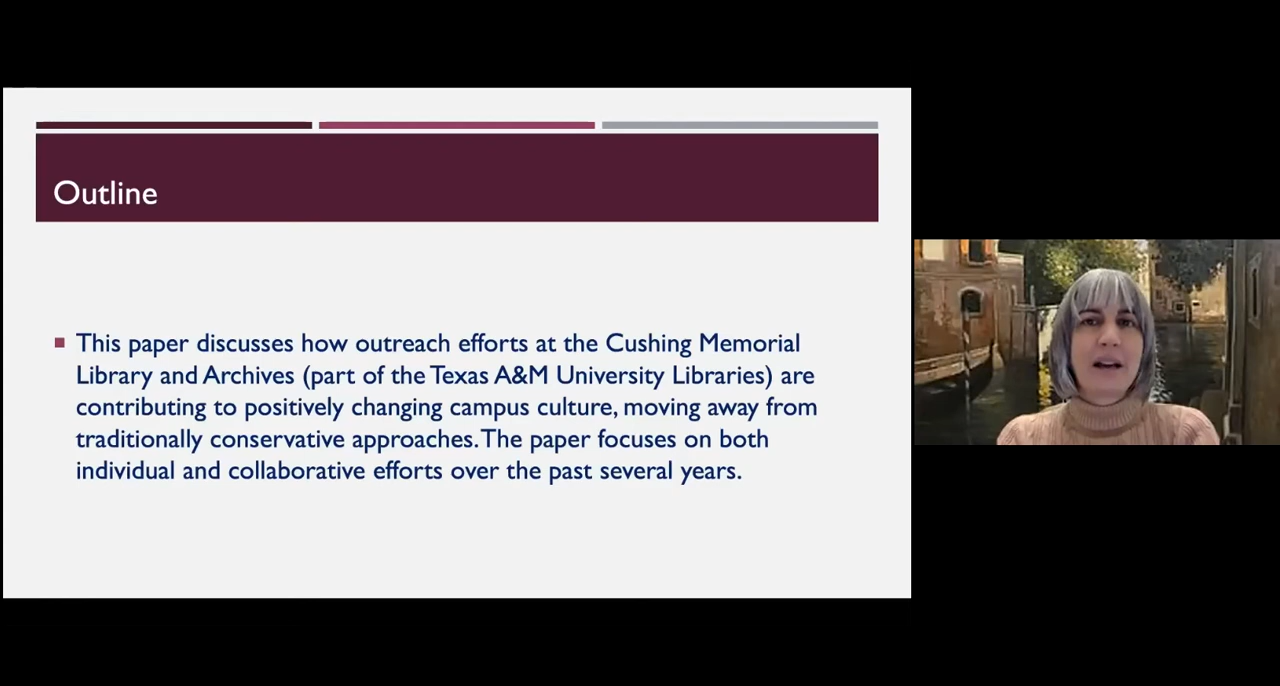 Outline
This paper discusses how outreach efforts at the Cushing Memorial
Library and Archives (part of the Texas A&M University Libraries) are
contributing to positively changing campus culture, moving away from
traditionally conservative approaches. The paper focuses on both
individual and collaborative efforts over the past several years.